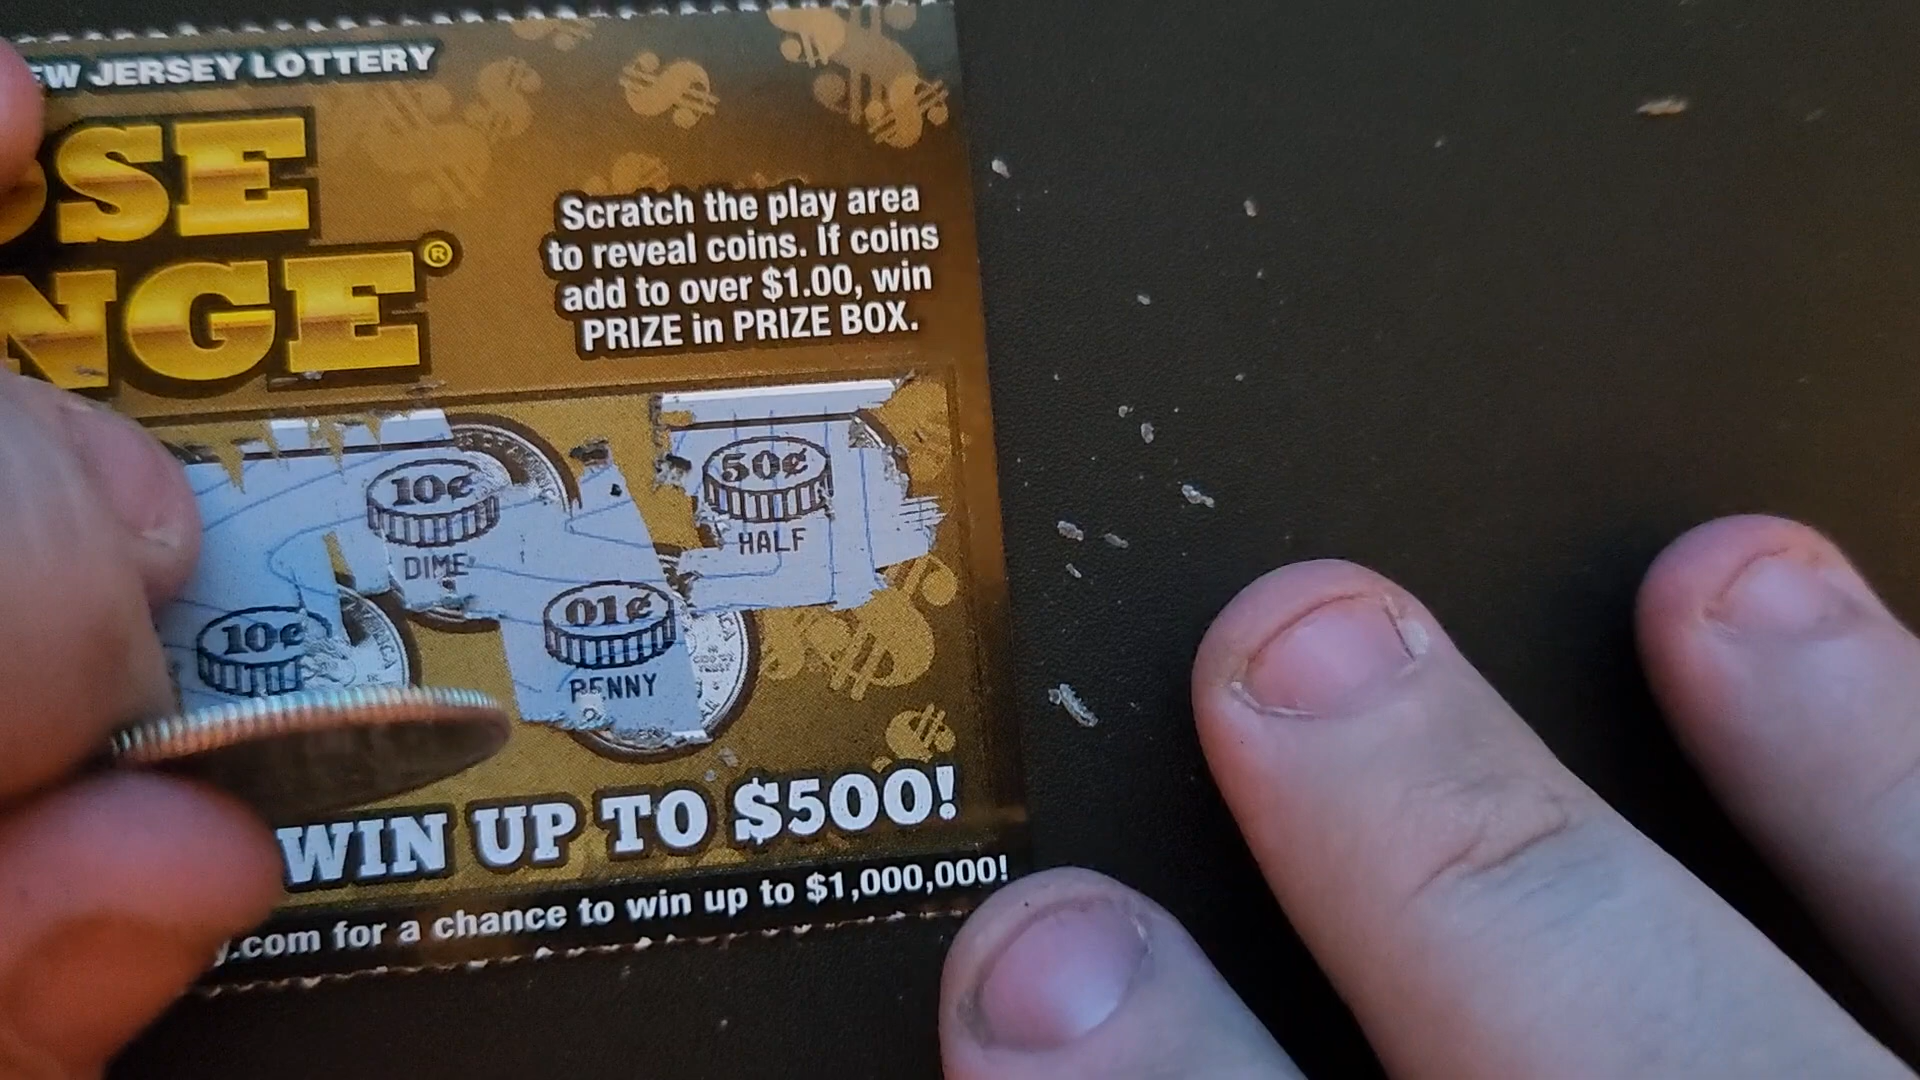 EW JERSEY LOTTERY
OSE
NGE®
Scratch the play area
to reveal coins. If coins
add to over $1.00, win
PRIZE in PRIZE BOX.
10¢
DIME
50¢
HALF
10¢
01¢
PENNY
WIN UP TO $500!
y.com for a chance to win up to $1,000,000!